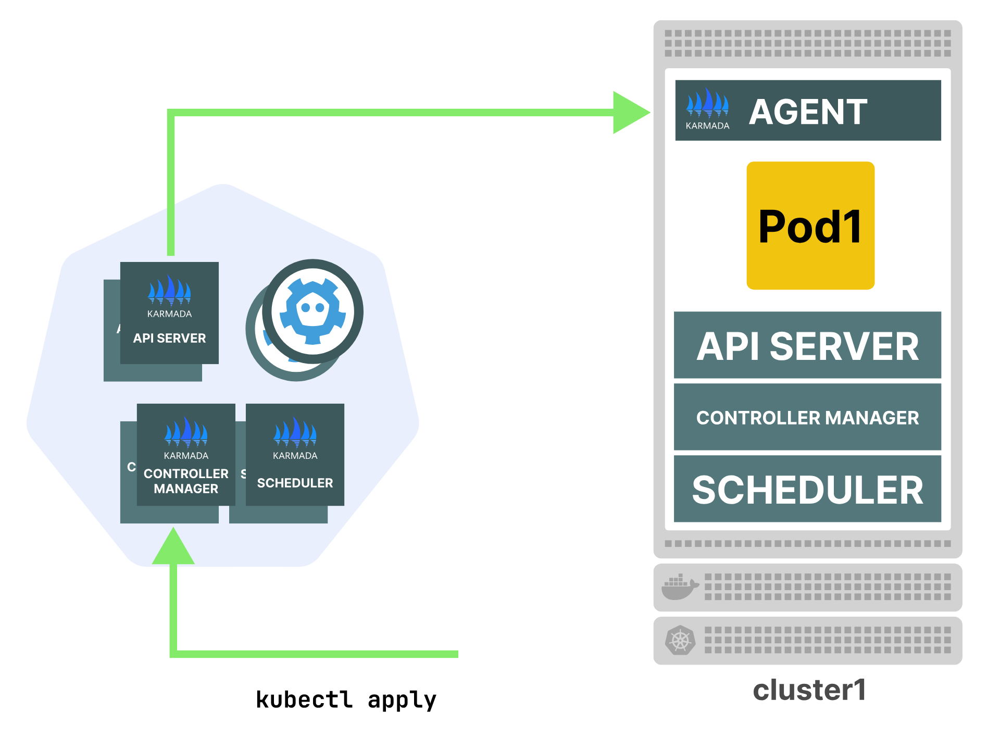 KARMADA
API SERVER
KARMADA
CONTROLLER
MANAGER
KARMADA
SCHEDULER
kubectl apply
KARMADA
AGENT
Pod1
API SERVER
CONTROLLER MANAGER
SCHEDULER
cluster1